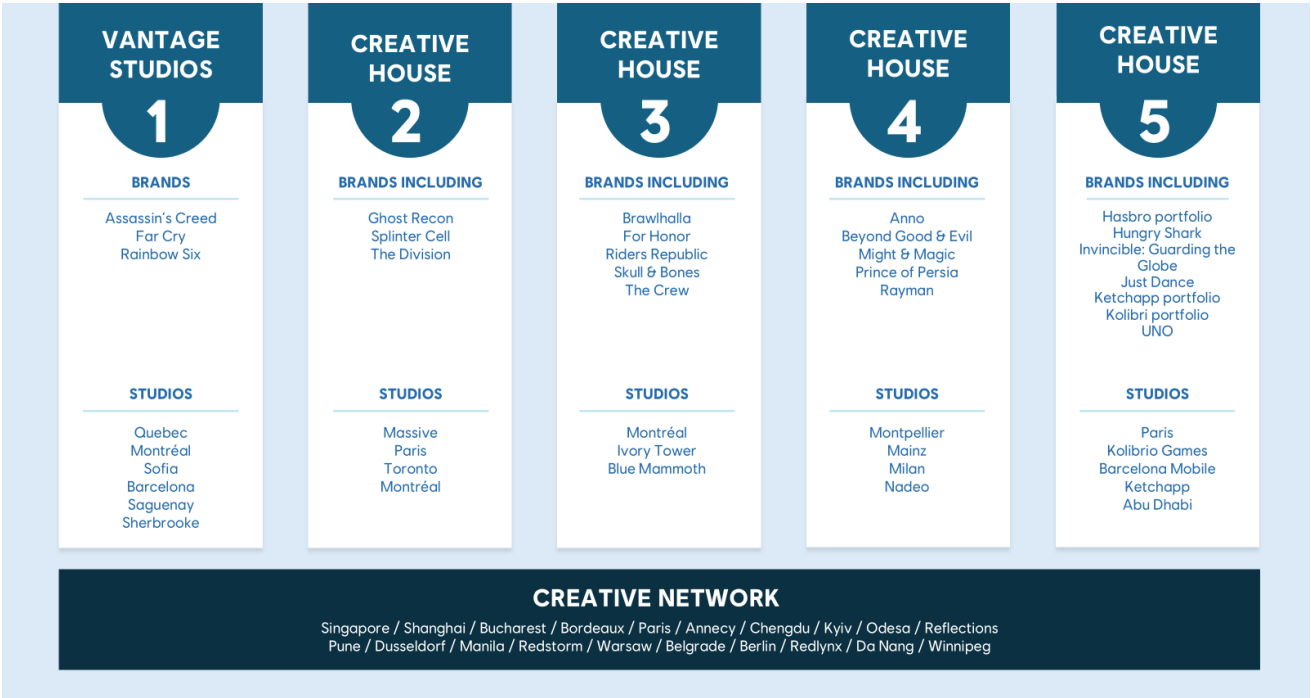 VANTAGE
STUDIOS
1
BRANDS
Assassin's Creed
Far Cry
Rainbow Six
STUDIOS
Quebec
Montréal
Sofia
Barcelona
Saguenay
Sherbrooke
CREATIVE
HOUSE
2
BRANDS INCLUDING
Ghost Recon
Splinter Cell
The Division
STUDIOS
Massive
Paris
Toronto
Montréal
CREATIVE
HOUSE
3
BRANDS INCLUDING
Brawlhalla
For Honor
Riders Republic
Skull & Bones
The Crew
STUDIOS
Montréal
Ivory Tower
Blue Mammoth
CREATIVE
HOUSE
4
BRANDS INCLUDING
Anno
Beyond Good & Evil
Might & Magic
Prince of Persia
Rayman
STUDIOS
Montpellier
Mainz
Milan
Nadeo
CREATIVE
HOUSE
5
BRANDS INCLUDING
Hasbro portfolio
Hungry Shark
Invincible: Guarding the
Globe
Just Dance
Ketchapp portfolio
Kolibri portfolio
UNO
STUDIOS
Paris
Kolibrio Games
Barcelona Mobile
Ketchapp
Abu Dhabi
CREATIVE NETWORK
Singapore / Shanghai / Bucharest / Bordeaux / Paris / Annecy / Chengdu / Kyiv / Odesa / Reflections
Pune / Dusseldorf / Manila / Redstorm / Warsaw / Belgrade / Berlin / Redlynx / Da Nang / Winnipeg